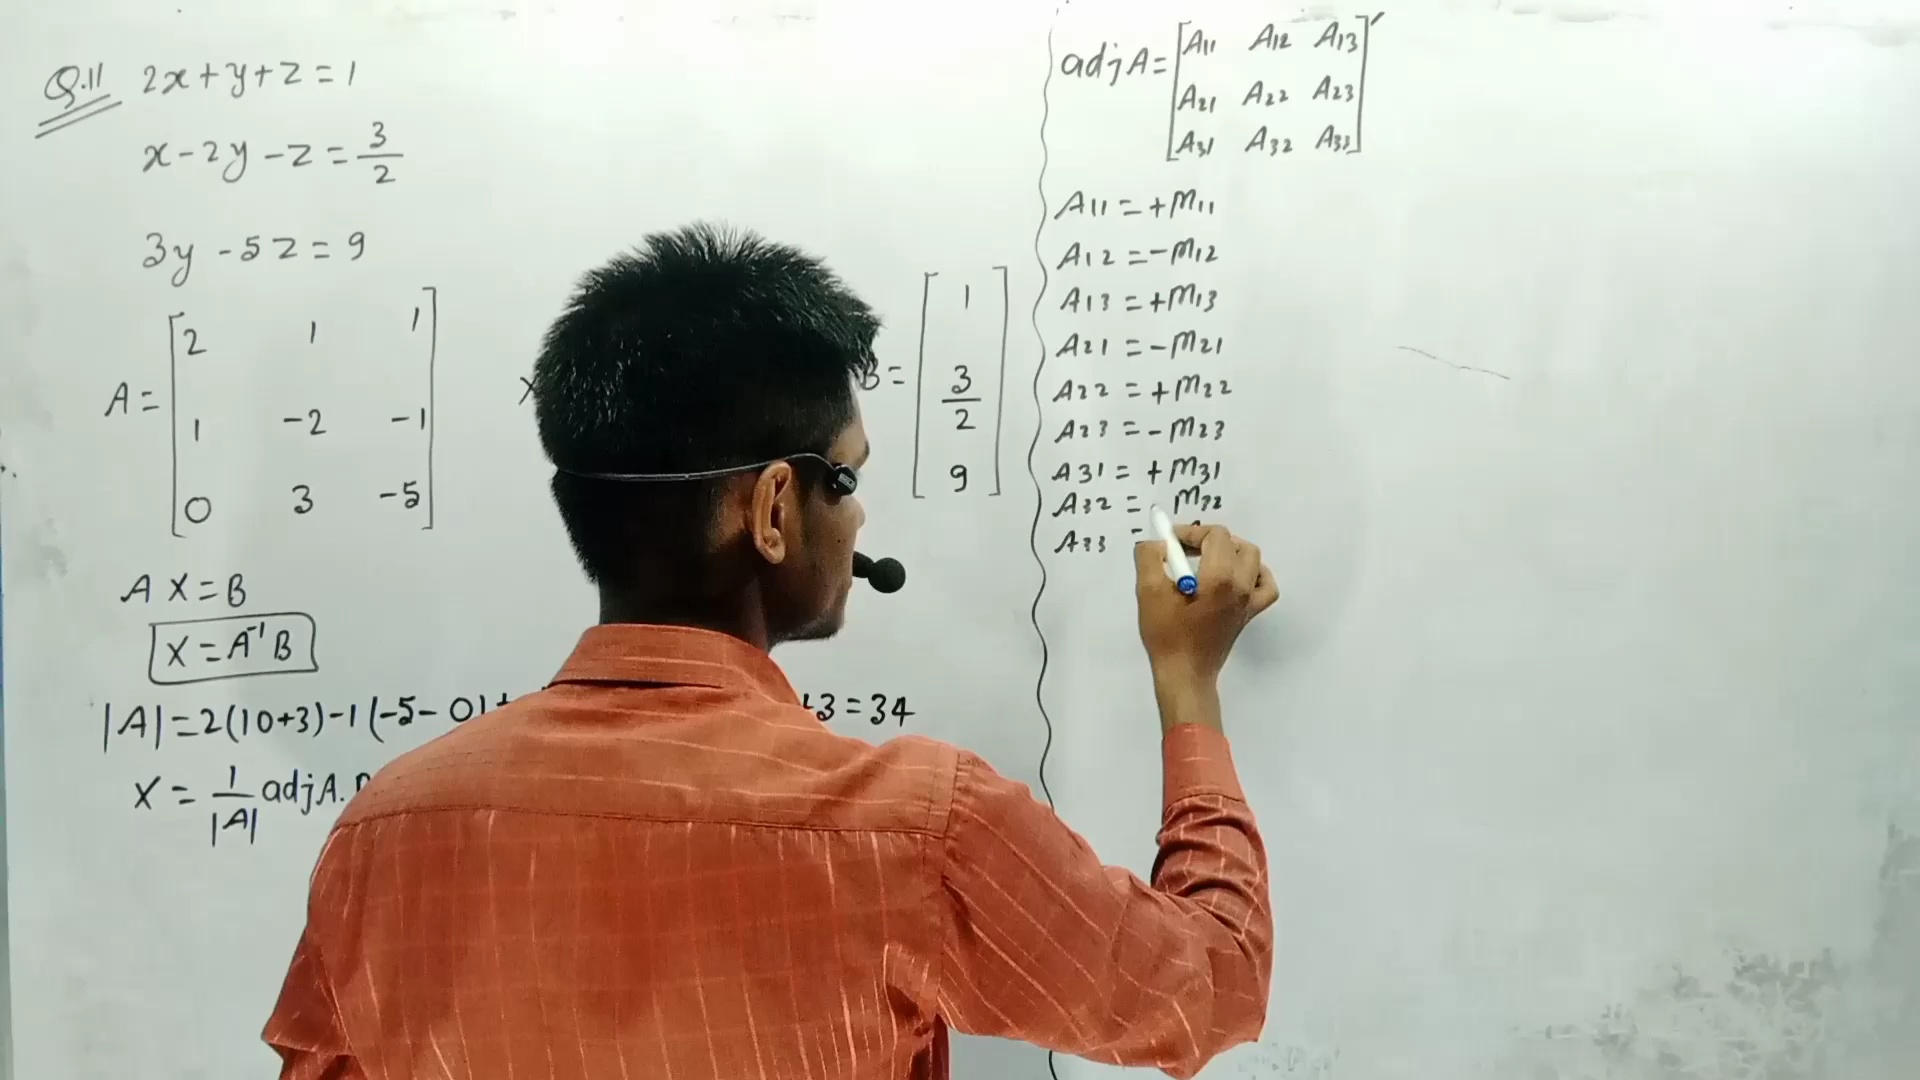 Q.11 2x+y+z=1
x-2y-z=3/2
3y-5z=9
A=[2 1 1
1 -2 -1
0 3 -5]
B=[1
3/2
9]
AX=B
X=A⁻¹B
|A|=2(10+3)-1(-5-0)+ +3=34
X=1/|A| adjA.
adjA=[A11 A12 A13
A21 A22 A23
A31 A32 A33]′
A11=+M11
A12=-M12
A13=+M13
A21=-M21
A22=+M22
A23=-M23
A31=+M31
A32= M32
A33 =